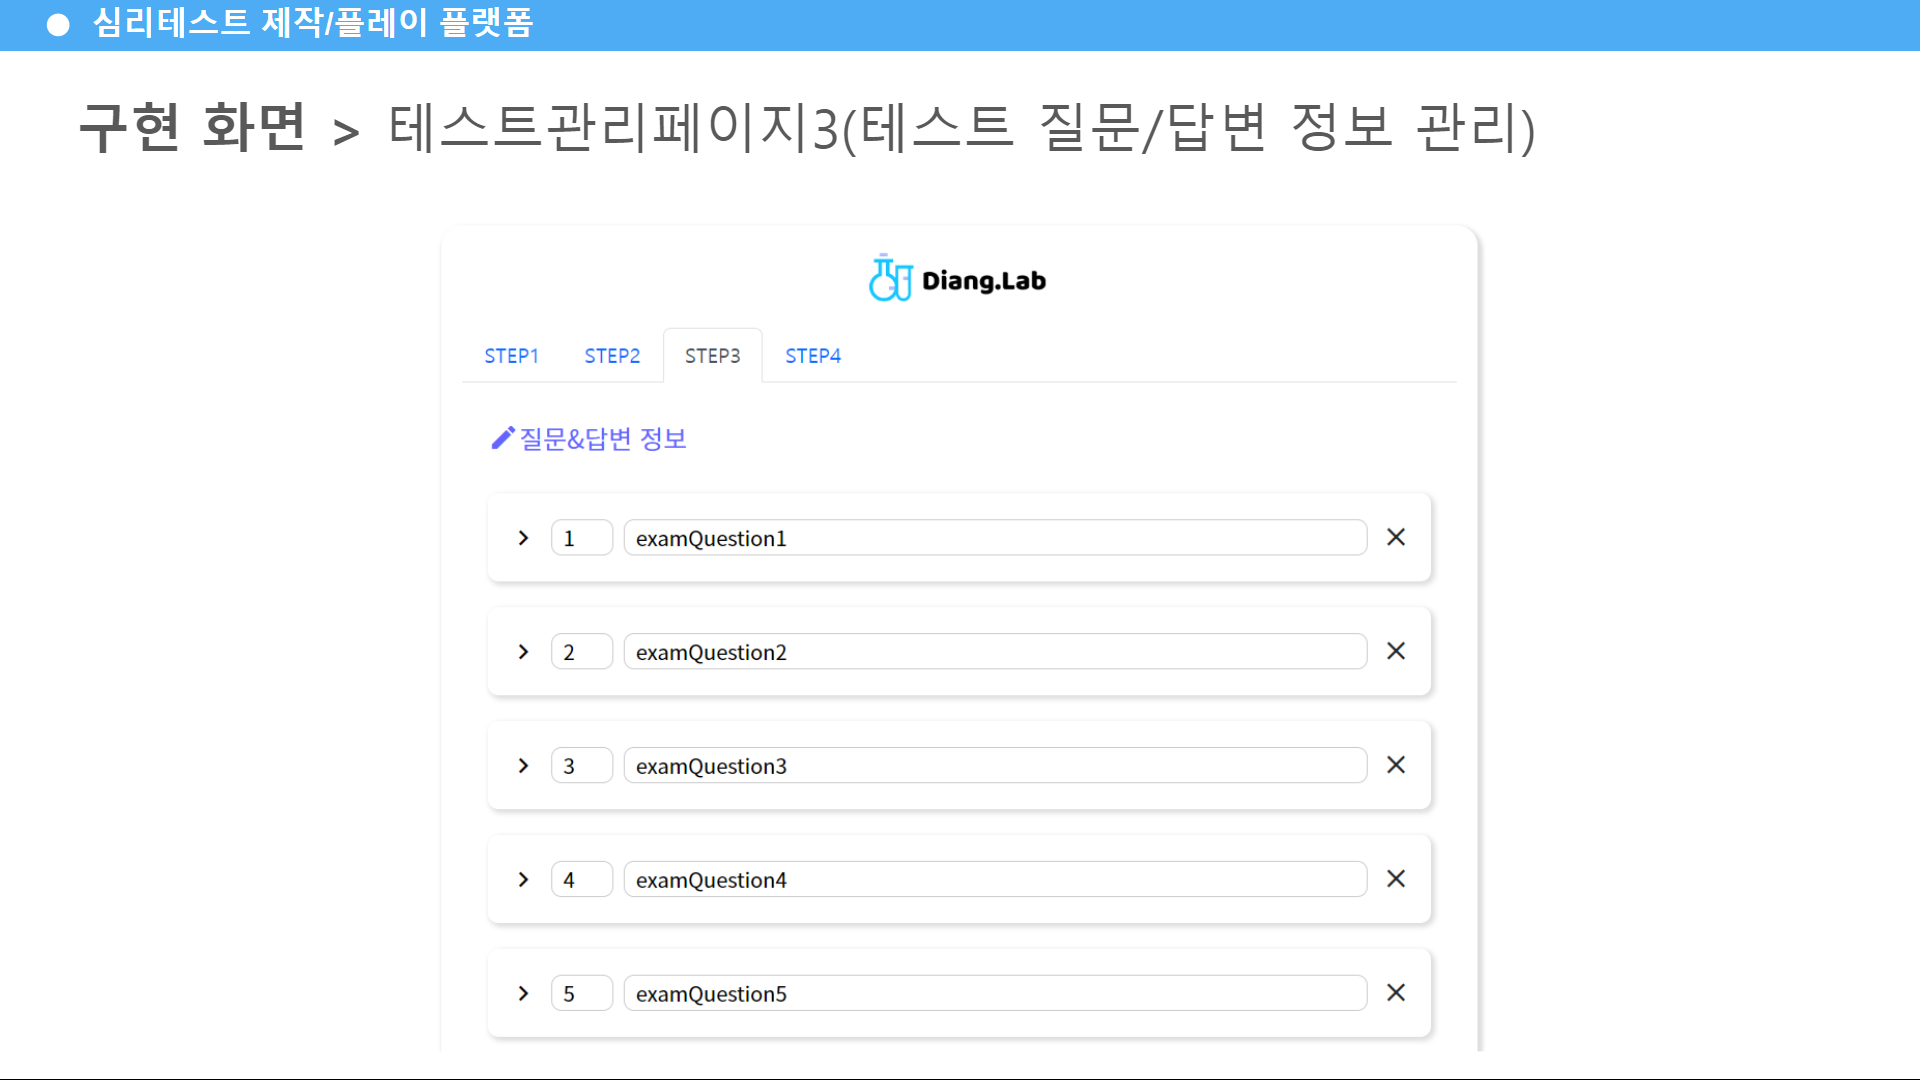 심리테스트 제작/플레이 플랫폼
구현 화면 > 테스트관리페이지3(테스트 질문/답변 정보 관리)
Diang.Lab
STEP1 STEP2 STEP3 STEP4
질문&답변 정보
1 examQuestion1
2 examQuestion2
3 examQuestion3
4 examQuestion4
5 examQuestion5